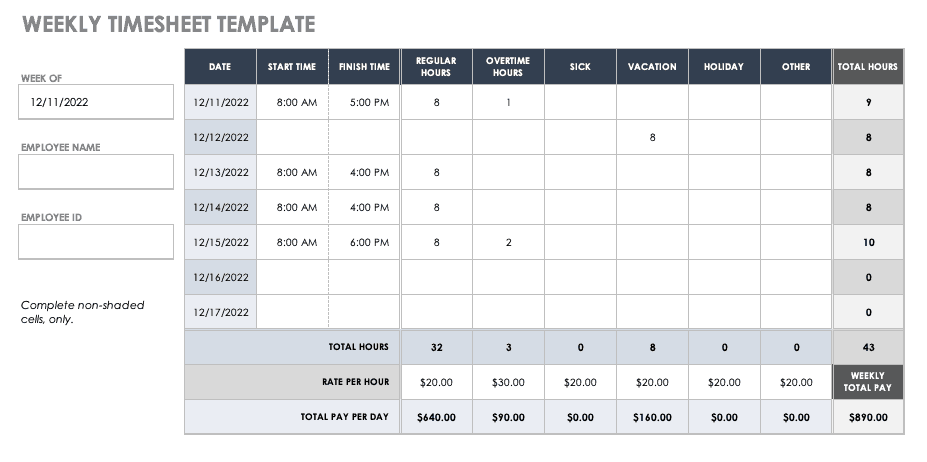 WEEKLY TIMESHEET TEMPLATE
WEEK OF
12/11/2022
EMPLOYEE NAME
EMPLOYEE ID
Complete non-shaded
cells, only.
DATE START TIME FINISH TIME REGULAR HOURS OVERTIME HOURS SICK VACATION HOLIDAY OTHER TOTAL HOURS
12/11/2022 8:00 AM 5:00 PM 8 1 9
12/12/2022 8 8
12/13/2022 8:00 AM 4:00 PM 8 8
12/14/2022 8:00 AM 4:00 PM 8 8
12/15/2022 8:00 AM 6:00 PM 8 2 10
12/16/2022 0
12/17/2022 0
TOTAL HOURS 32 3 0 8 0 0 43
RATE PER HOUR $20.00 $30.00 $20.00 $20.00 $20.00 $20.00 WEEKLY TOTAL PAY
TOTAL PAY PER DAY $640.00 $90.00 $0.00 $160.00 $0.00 $0.00 $890.00